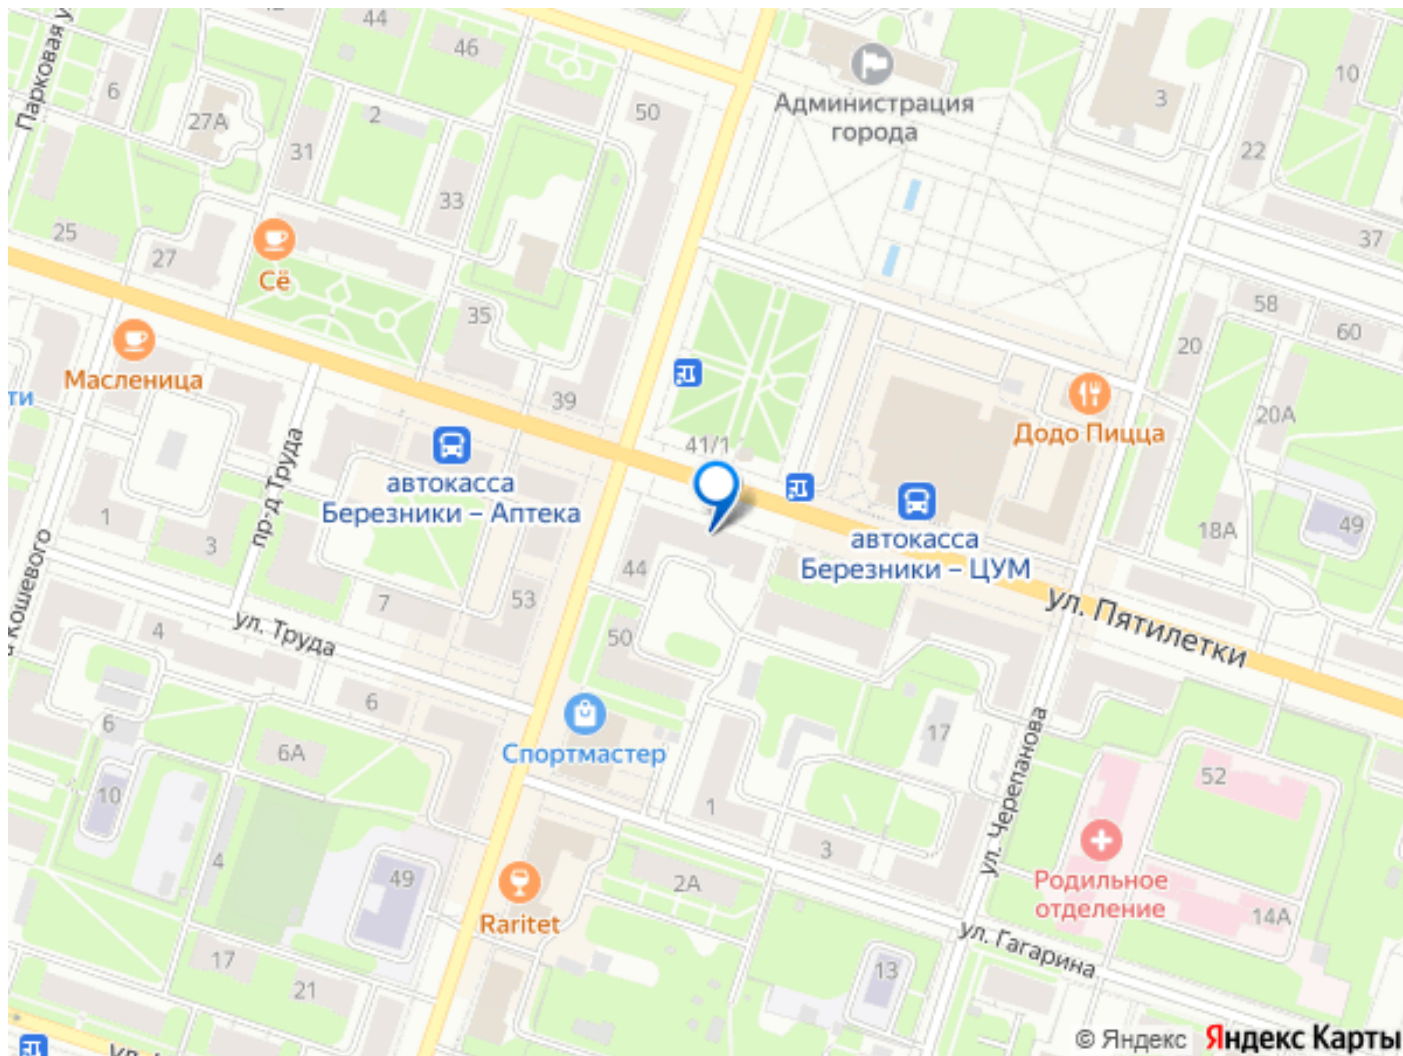 44
46
Парковая у
6
27А
2
50
31
33
Администрация
города
3
10
22
37
25
27
Сё
35
58
60
20
Масленица
ти
39
41/1
20А
Додо Пицца
автокасса
Березники – Аптека
пр-д Труда
1
3
18А
49
автокасса
Березники – ЦУМ
кошевого
44
53
7
ул. Пятилетки
ул. Труда
4
50
6
6
17
Спортмастер
6А
ул. Черепанова
52
10
1
4
3
49
2А
Родильное
отделение
14А
Raritet
ул. Гагарина
17
13
21
© Яндекс Яндекс Карты